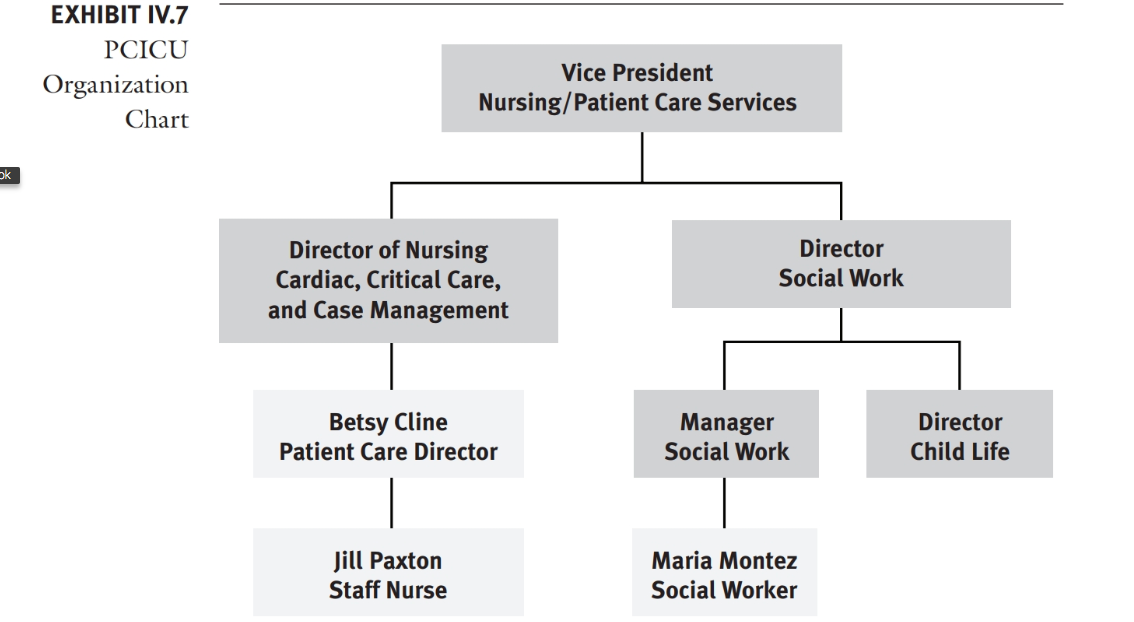 EXHIBIT IV.7
PCICU
Organization
Chart
ok
Vice President
Nursing/Patient Care Services
Director of Nursing
Cardiac, Critical Care,
and Case Management
Director
Social Work
Betsy Cline
Patient Care Director
Manager
Social Work
Director
Child Life
Jill Paxton
Staff Nurse
Maria Montez
Social Worker